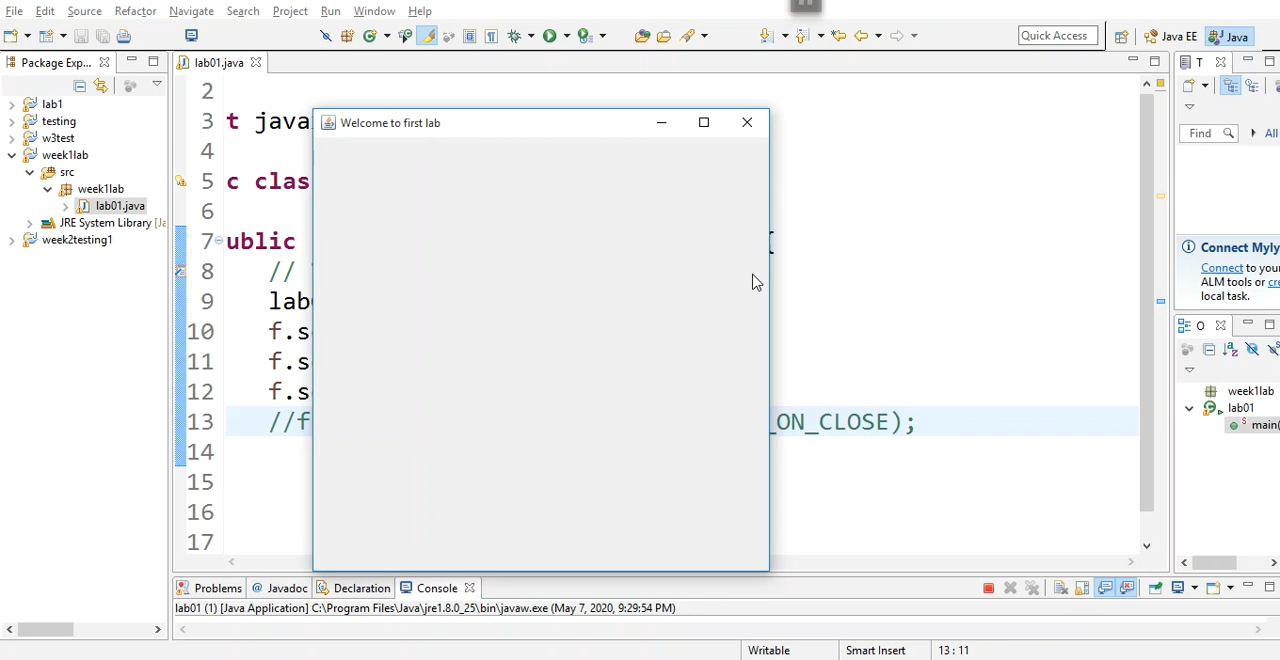 File Edit Source Refactor Navigate Search Project Run Window Help
Quick Access
Java EE
Java
Package Exp...
lab01.java
T
lab1
testing
w3test
week1lab
src
week1lab
lab01.java
JRE System Library [Ja
week2testing1
2
3 t java
4
5 c clas
6
7 ublic {
8 //
9 lab
10 f.s
11 f.s
12 f.s
13 //f _ON_CLOSE);
14
15
16
17
Welcome to first lab
Find
All
Connect Myly
Connect to your
ALM tools or cre
local task.
O
week1lab
lab01
S
main(
Problems @ Javadoc Declaration Console
lab01 (1) [Java Application] C:\Program Files\Java\jre1.8.0_25\bin\javaw.exe (May 7, 2020, 9:29:54 PM)
Writable Smart Insert 13 : 11